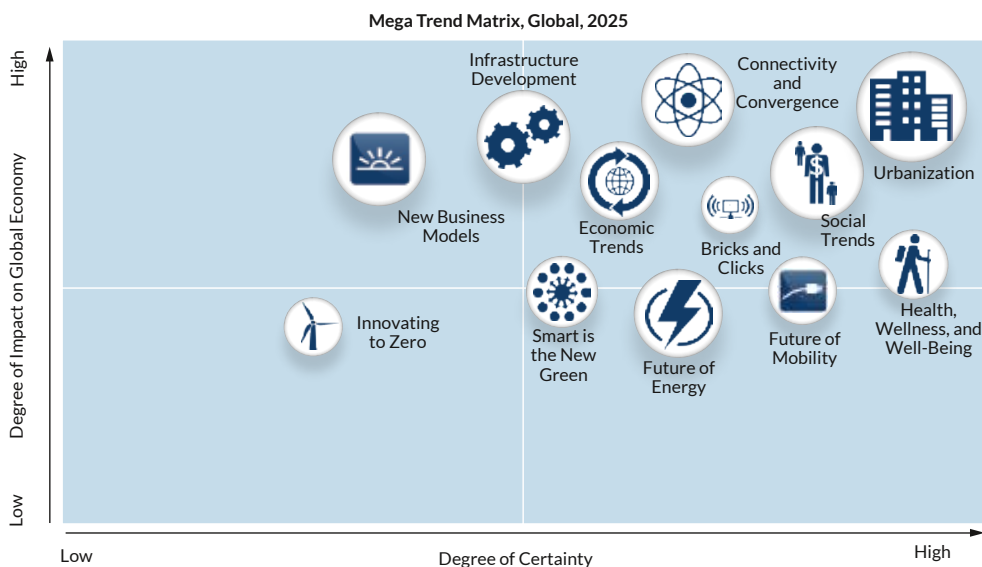 Mega Trend Matrix, Global, 2025
High
Degree of Impact on Global Economy
Low
Infrastructure
Development
Connectivity
and
Convergence
Urbanization
New Business
Models
Economic
Trends
Bricks and
Clicks
$
Social
Trends
Innovating
to Zero
Smart is
the New
Green
Future of
Energy
Future of
Mobility
Health,
Wellness, and
Well-Being
Low
Degree of Certainty
High